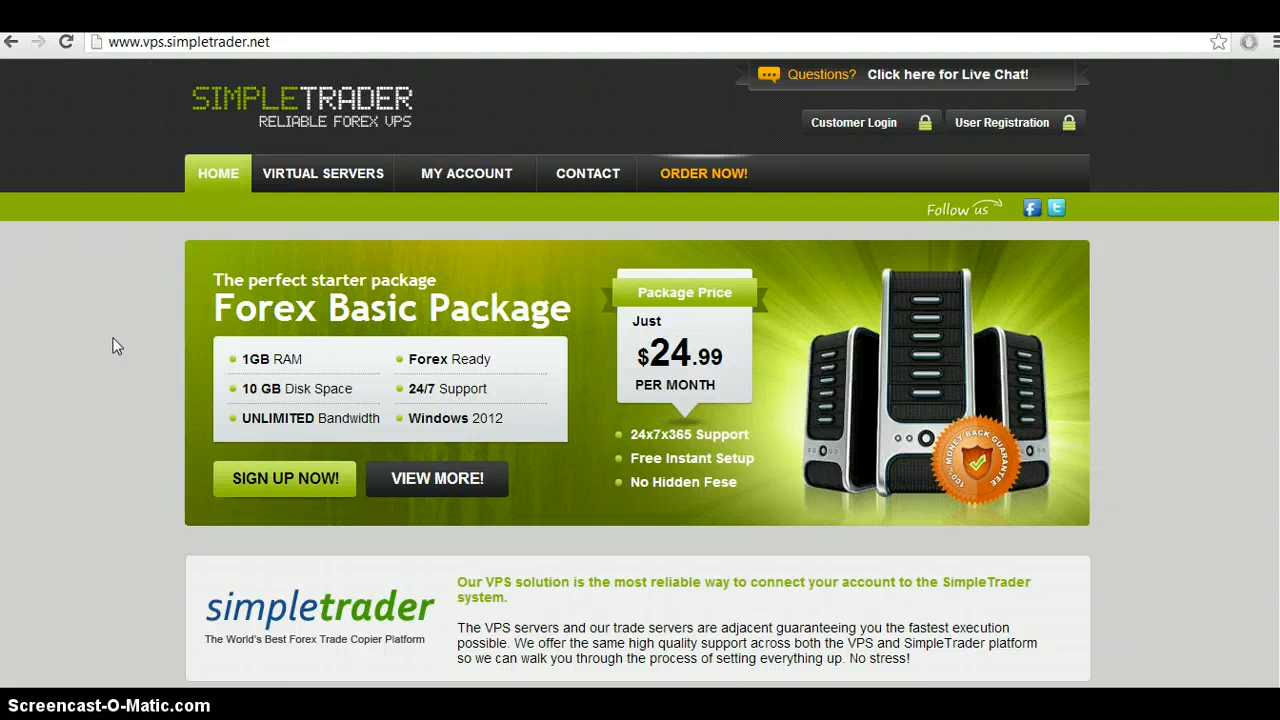 www.vps.simpletrader.net
Questions? Click here for Live Chat!
SIMPLETRADER
RELIABLE FOREX VPS
Customer Login
User Registration
HOME
VIRTUAL SERVERS
MY ACCOUNT
CONTACT
ORDER NOW!
Follow us
f
t
The perfect starter package
Forex Basic Package
1GB RAM
Forex Ready
10 GB Disk Space
24/7 Support
UNLIMITED Bandwidth
Windows 2012
SIGN UP NOW!
VIEW MORE!
Package Price
Just
$24.99
PER MONTH
24x7x365 Support
Free Instant Setup
No Hidden Fese
MONEY BACK
100% GUARANTEE
simpletrader
The World's Best Forex Trade Copier Platform
Our VPS solution is the most reliable way to connect your account to the SimpleTrader
system.
The VPS servers and our trade servers are adjacent guaranteeing you the fastest execution
possible. We offer the same high quality support across both the VPS and SimpleTrader platform
so we can walk you through the process of setting everything up. No stress!
Screencast-O-Matic.com